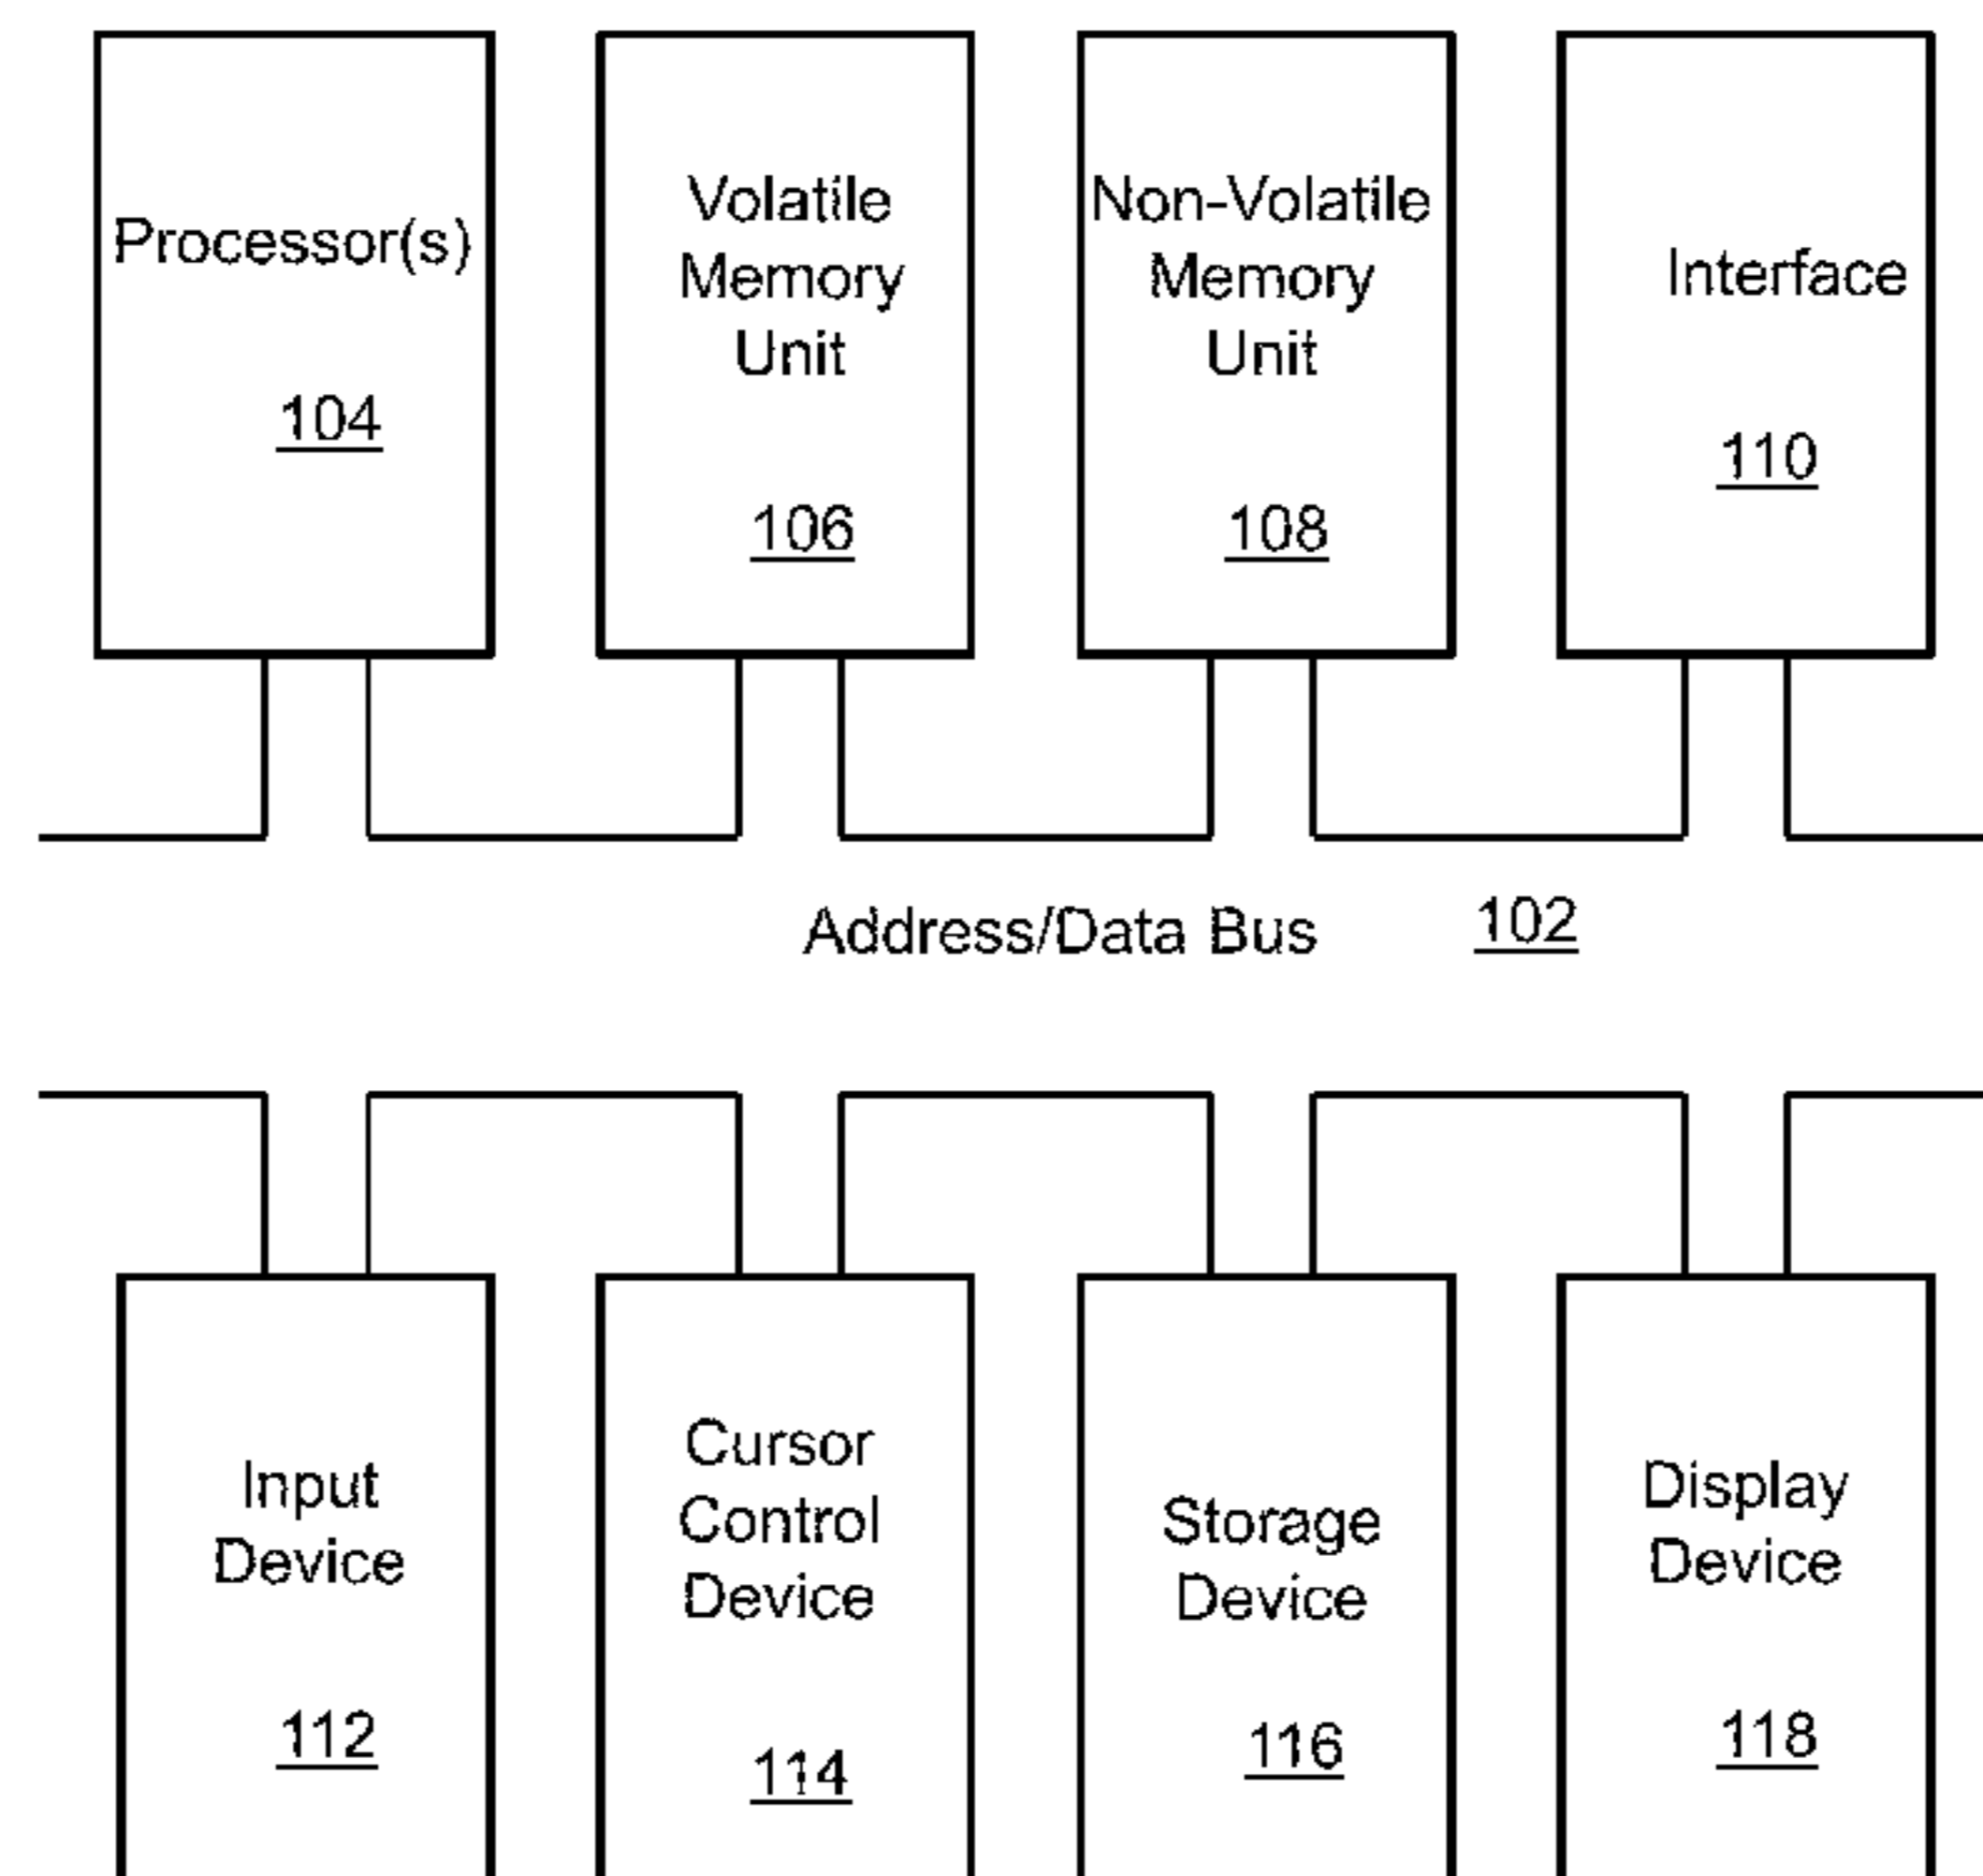 Processor(s)
104
Volatile
Memory
Unit
106
Non-Volatile
Memory
Unit
108
Interface
110
Address/Data Bus 102
Input
Device
112
Cursor
Control
Device
114
Storage
Device
116
Display
Device
118